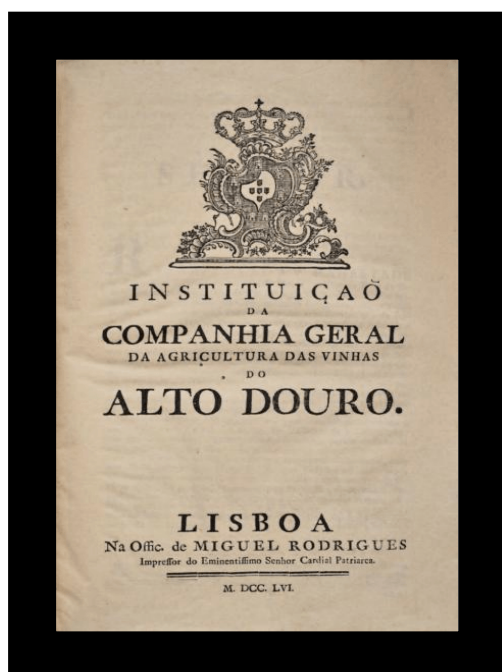 INSTITUIÇAÕ
DA
COMPANHIA GERAL
DA AGRICULTURA DAS VINHAS
DO
ALTO DOURO.
LISBOA
Na Offic. de MIGUEL RODRIGUES
Impreſſor do Eminentiſſimo Senhor Cardial Patriarca.
M. DCC. LVI.